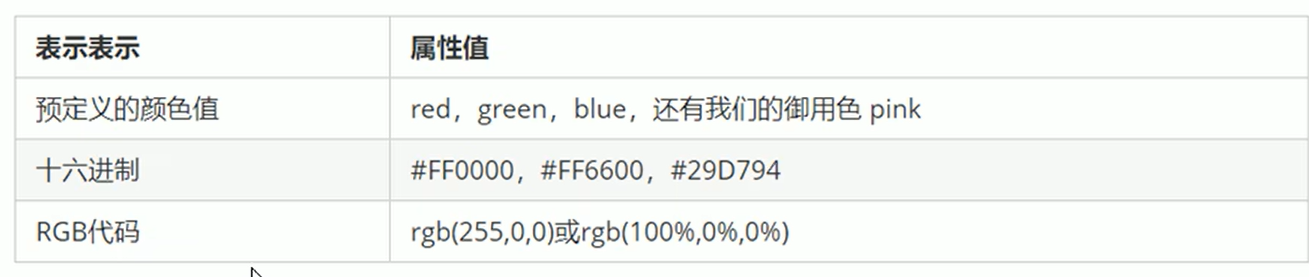 表示表示 属性值
预定义的颜色值 red，green，blue，还有我们的御用色 pink
十六进制 #FF0000，#FF6600，#29D794
RGB代码 rgb(255,0,0)或rgb(100%,0%,0%)